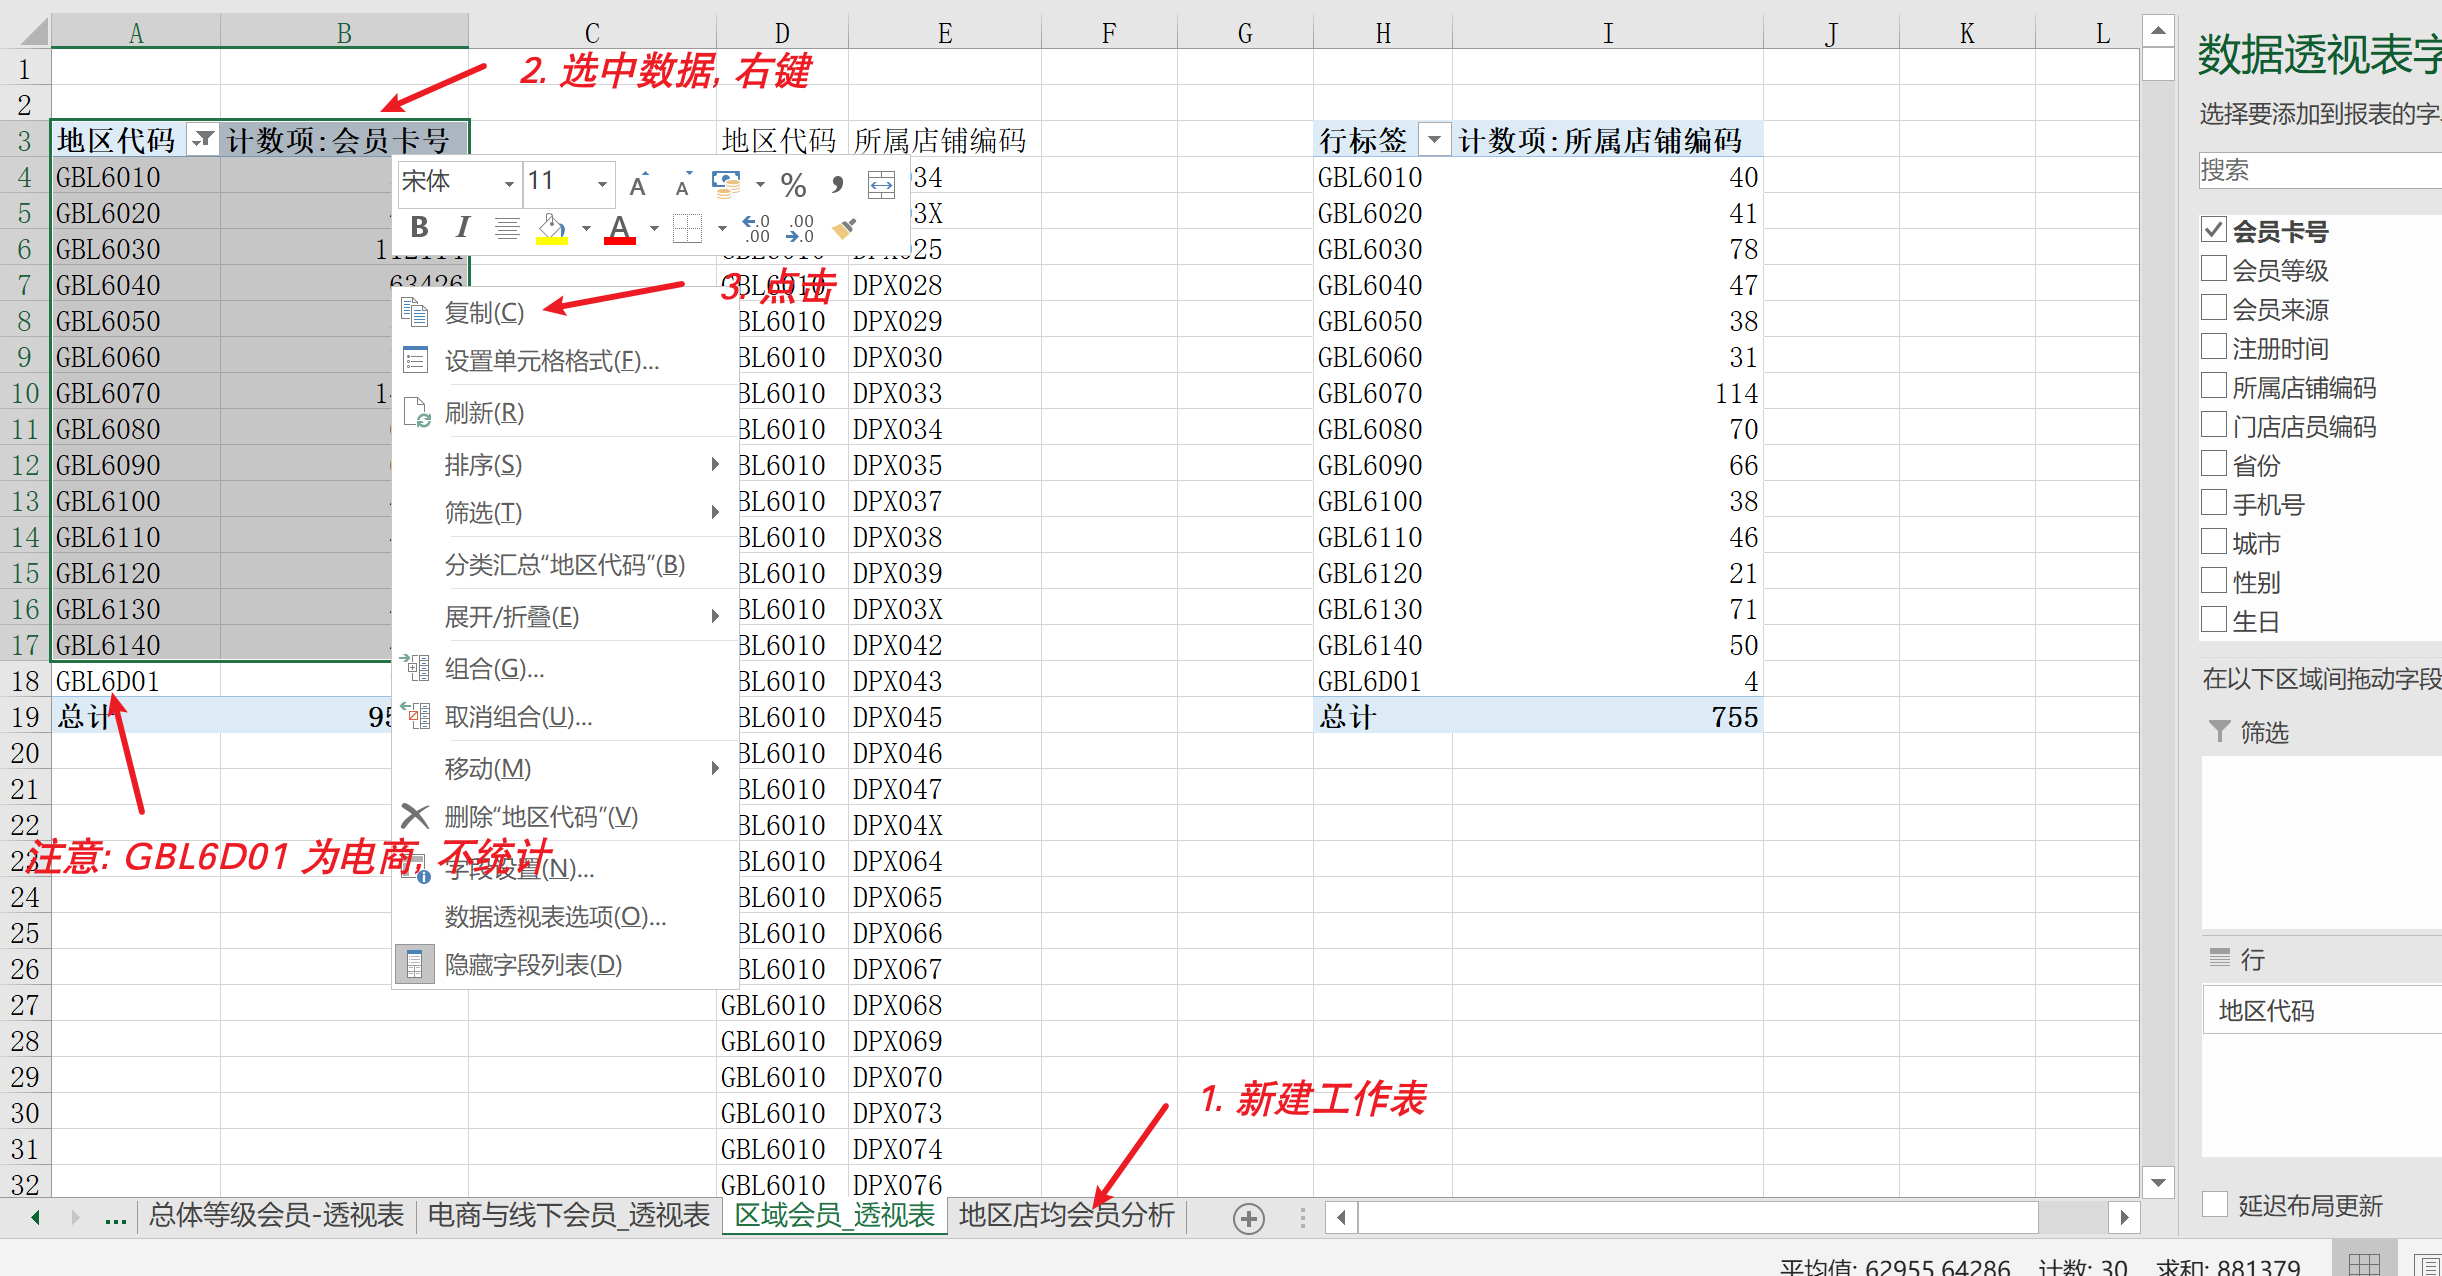 A B C D E F G H I J K L
数据透视表字
选择要添加到报表的字
搜索
会员卡号
会员等级
会员来源
注册时间
所属店铺编码
门店店员编码
省份
手机号
城市
性别
生日
在以下区域间拖动字段
筛选
行
地区代码
延迟布局更新
1
2
2. 选中数据, 右键
3 地区代码 计数项:会员卡号 地区代码 所属店铺编码 行标签 计数项:所属店铺编码
4 GBL6010 34 GBL6010 40
5 GBL6020 3X GBL6020 41
6 GBL6030 25 GBL6030 78
7 GBL6040 63426 GBL6010 DPX028 GBL6040 47
8 GBL6050 BL6010 DPX029 GBL6050 38
9 GBL6060 BL6010 DPX030 GBL6060 31
10 GBL6070 1 BL6010 DPX033 GBL6070 114
11 GBL6080 BL6010 DPX034 GBL6080 70
12 GBL6090 BL6010 DPX035 GBL6090 66
13 GBL6100 BL6010 DPX037 GBL6100 38
14 GBL6110 BL6010 DPX038 GBL6110 46
15 GBL6120 BL6010 DPX039 GBL6120 21
16 GBL6130 BL6010 DPX03X GBL6130 71
17 GBL6140 BL6010 DPX042 GBL6140 50
18 GBL6D01 BL6010 DPX043 GBL6D01 4
19 总计 95 BL6010 DPX045 总计 755
20 BL6010 DPX046
21 BL6010 DPX047
22 BL6010 DPX04X
23 BL6010 DPX064
24 BL6010 DPX065
25 BL6010 DPX066
26 BL6010 DPX067
27 GBL6010 DPX068
28 GBL6010 DPX069
29 GBL6010 DPX070
30 GBL6010 DPX073
31 GBL6010 DPX074
32 GBL6010 DPX076
宋体 11 A A % ,
B I A .0 .00 .00 .0
3. 点击
复制(C)
设置单元格格式(F)...
刷新(R)
排序(S)
筛选(T)
分类汇总“地区代码”(B)
展开/折叠(E)
组合(G)...
取消组合(U)...
移动(M)
删除“地区代码”(V)
字段设置(N)...
数据透视表选项(O)...
隐藏字段列表(D)
注意: GBL6D01 为电商, 不统计
1. 新建工作表
... 总体等级会员-透视表 电商与线下会员_透视表 区域会员_透视表 地区店均会员分析
平均值: 62955.64286 计数: 30 求和: 881379